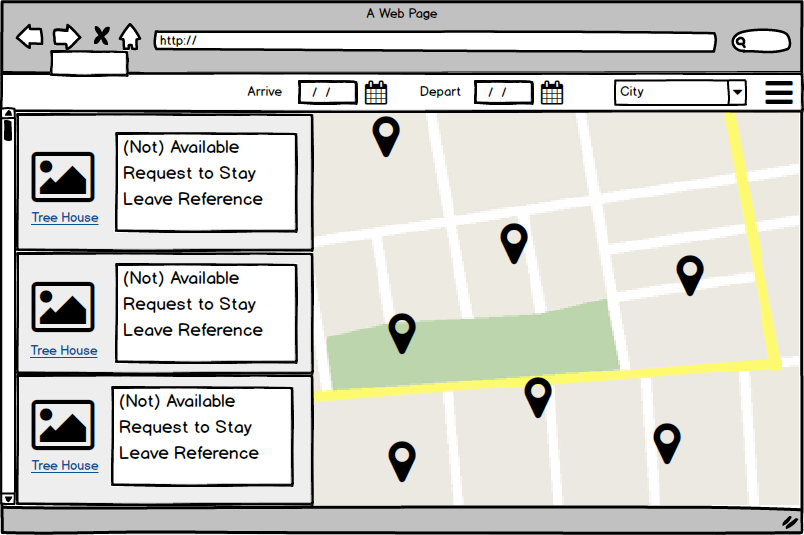 A Web Page
http://
Arrive / / Depart / / City
(Not) Available
Request to Stay
Leave Reference
Tree House
(Not) Available
Request to Stay
Leave Reference
Tree House
(Not) Available
Request to Stay
Leave Reference
Tree House